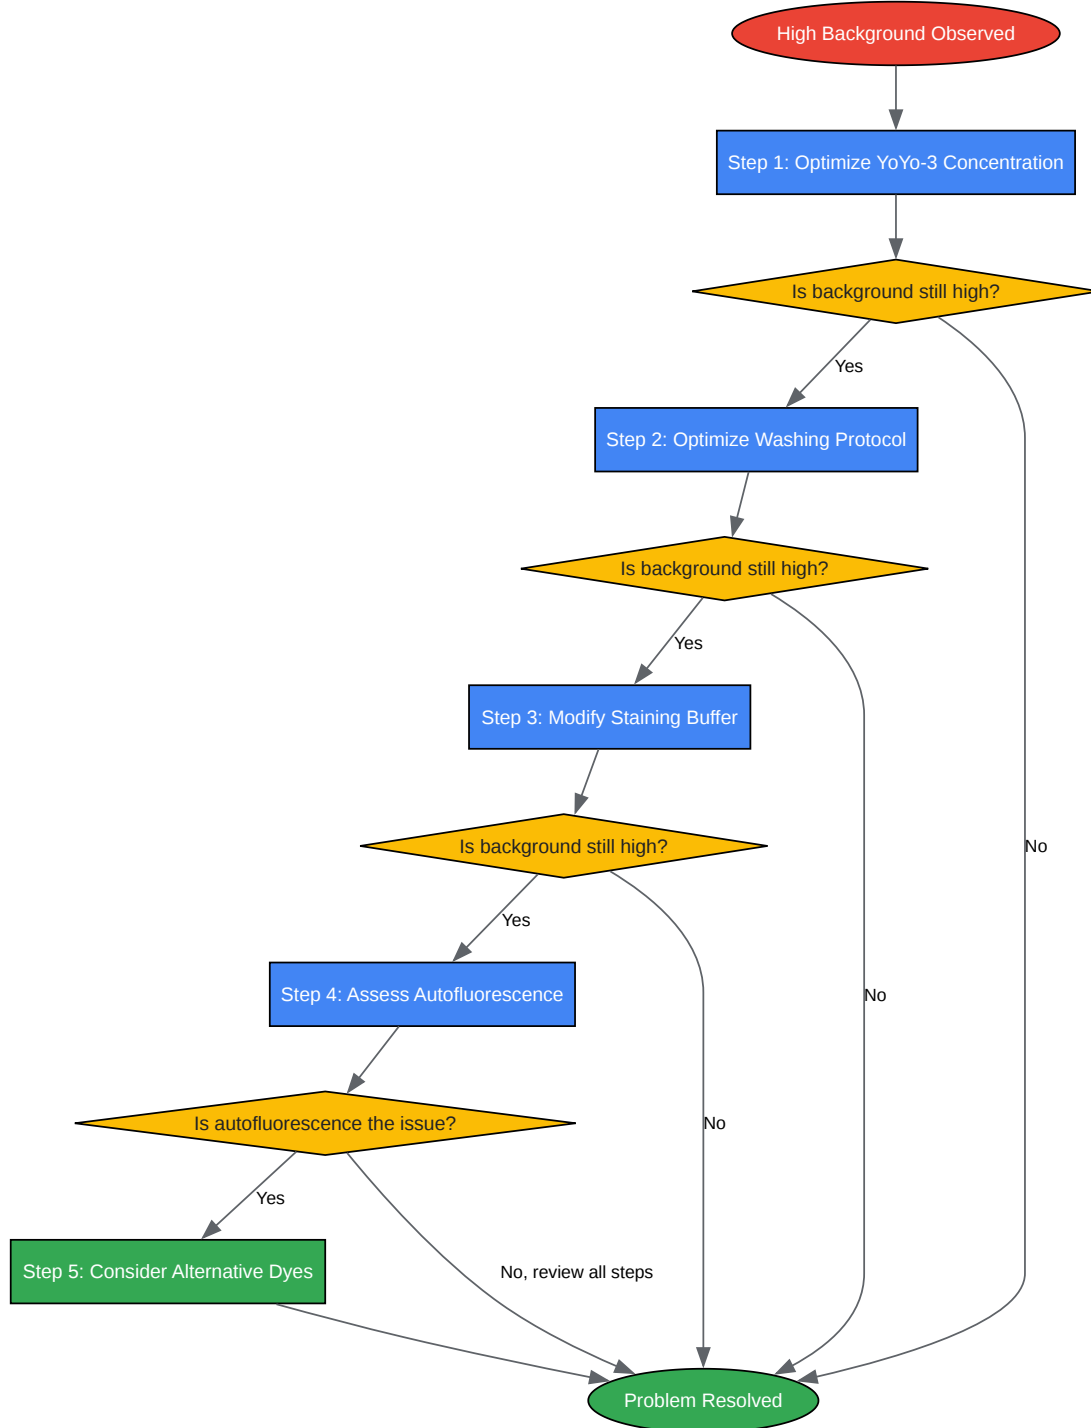 High Background Observed
Step 1: Optimize YoYo-3 Concentration
Is background still high?
Yes
Step 2: Optimize Washing Protocol
Is background still high?
Yes
Step 3: Modify Staining Buffer
Is background still high?
No
Yes
Step 4: Assess Autofluorescence
No
Is autofluorescence the issue?
No
Yes
Step 5: Consider Alternative Dyes
No, review all steps
Problem Resolved